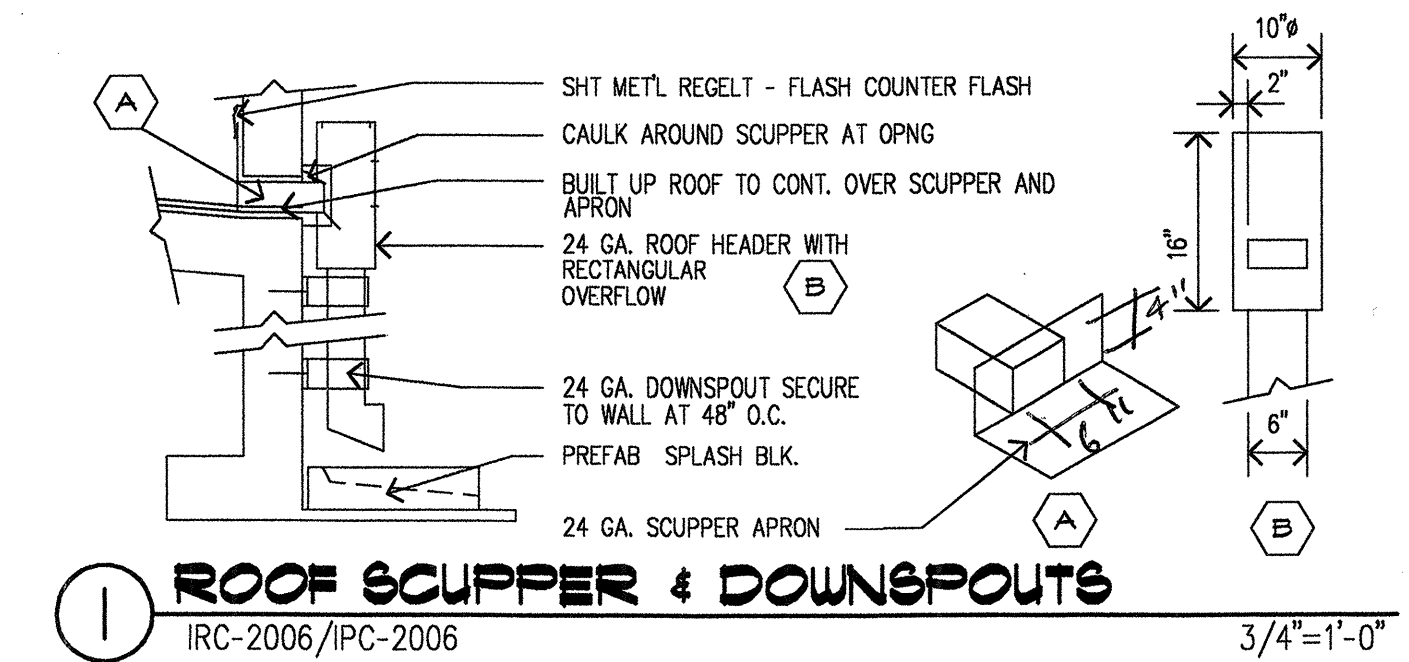 A
SHT MET'L REGELT - FLASH COUNTER FLASH
CAULK AROUND SCUPPER AT OPNG
BUILT UP ROOF TO CONT. OVER SCUPPER AND
APRON
24 GA. ROOF HEADER WITH
RECTANGULAR
OVERFLOW
B
24 GA. DOWNSPOUT SECURE
TO WALL AT 48" O.C.
PREFAB SPLASH BLK.
24 GA. SCUPPER APRON
4"
6"
A
10"ø
2"
16"
6"
B
1
ROOF SCUPPER & DOWNSPOUTS
IRC-2006/IPC-2006
3/4"=1'-0"